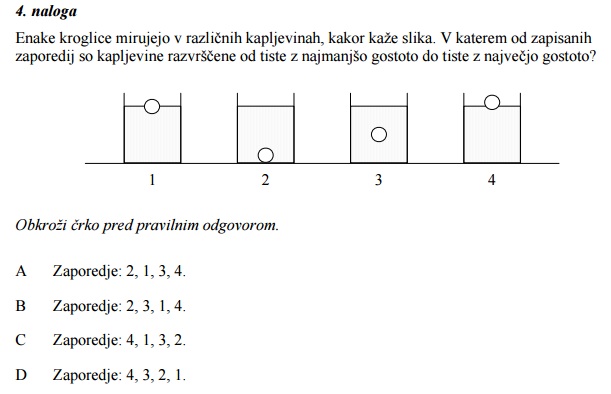 4. naloga
Enake kroglice mirujejo v različnih kapljevinah, kakor kaže slika. V katerem od zapisanih
zaporedij so kapljevine razvrščene od tiste z najmanjšo gostoto do tiste z največjo gostoto?
1 2 3 4
Obkroži črko pred pravilnim odgovorom.
A Zaporedje: 2, 1, 3, 4.
B Zaporedje: 2, 3, 1, 4.
C Zaporedje: 4, 1, 3, 2.
D Zaporedje: 4, 3, 2, 1.